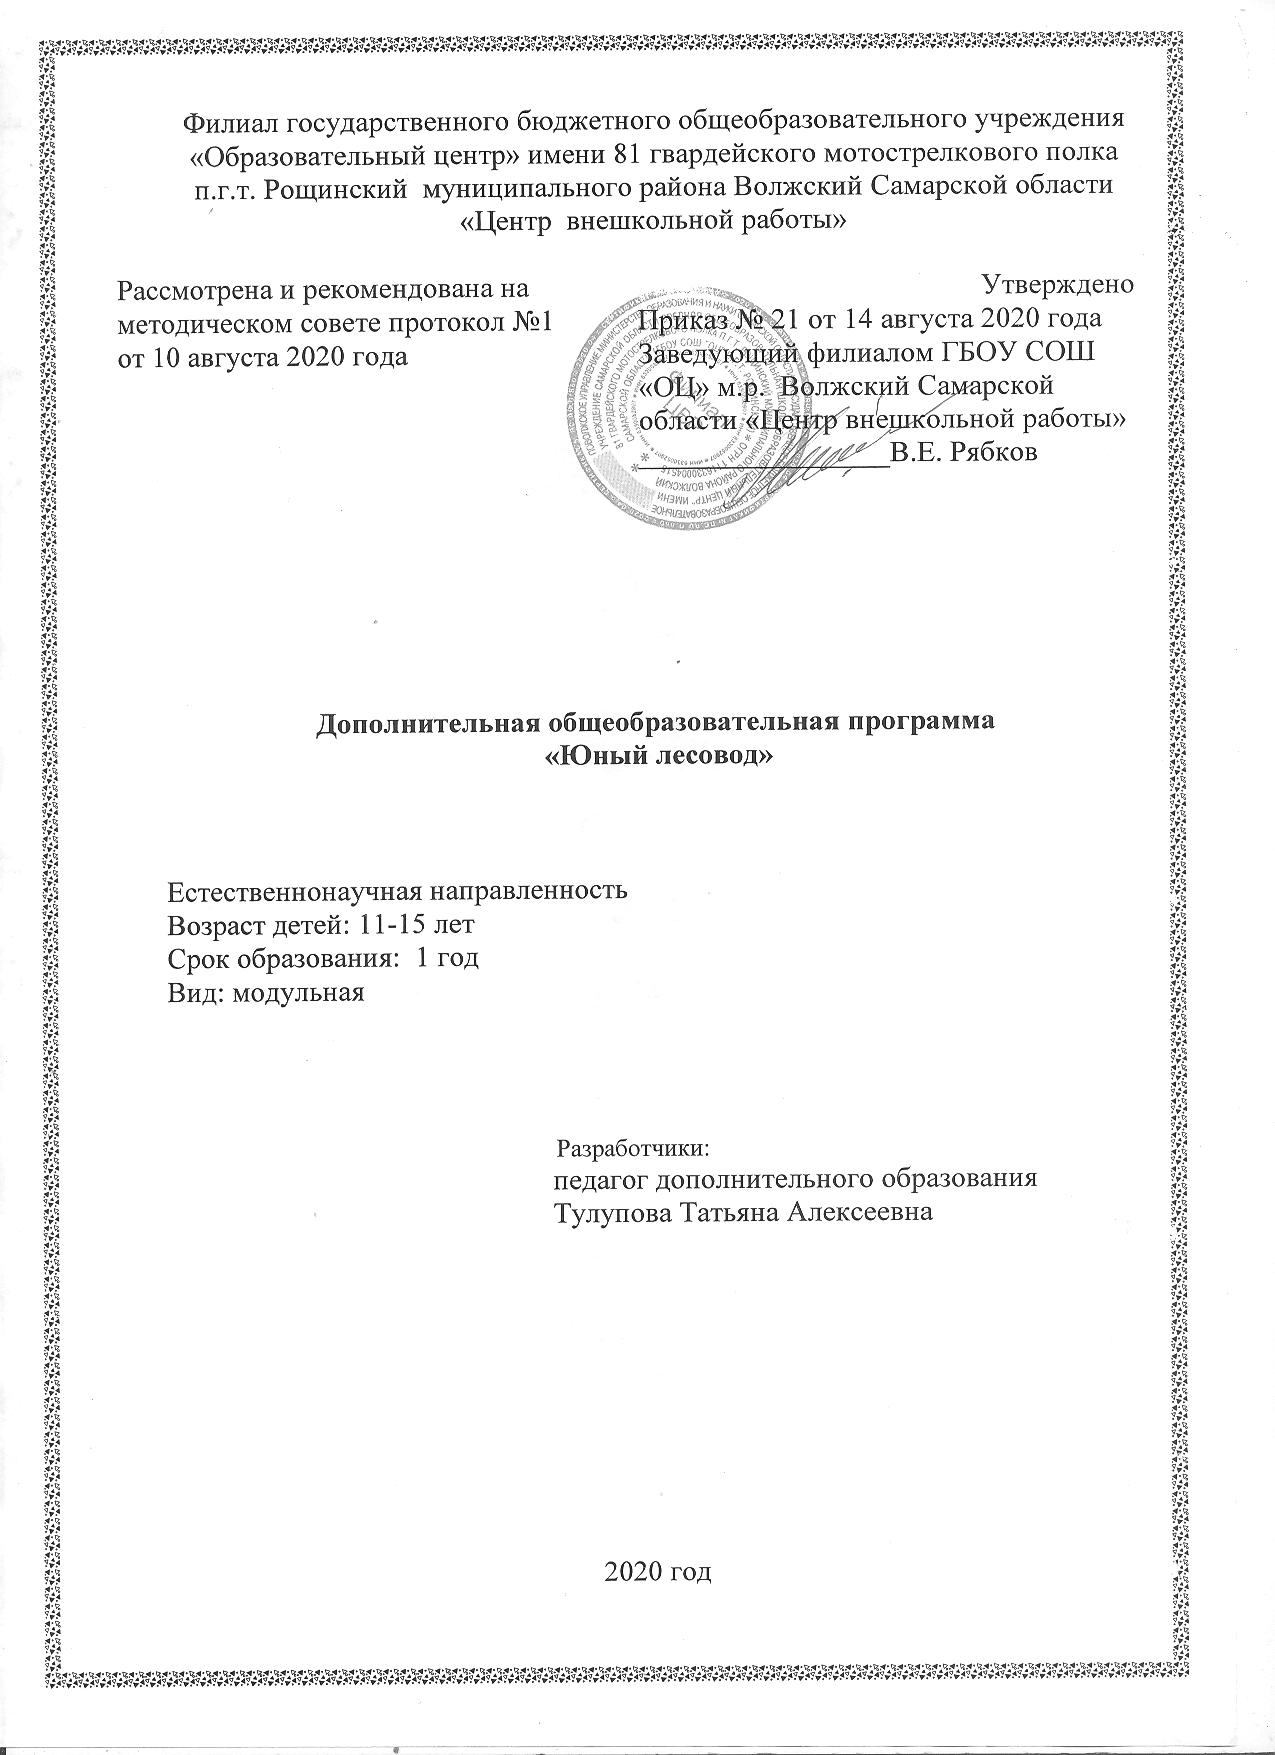 Филиал государственного бюджетного общеобразовательного учреждения
«Образовательный центр» имени 81 гвардейского мотострелкового полка
п.г.т. Рощинский муниципального района Волжский Самарской области
«Центр внешкольной работы»
Рассмотрена и рекомендована на
методическом совете протокол №1
от 10 августа 2020 года
Утверждено
Приказ № 21 от 14 августа 2020 года
Заведующий филиалом ГБОУ СОШ
«ОЦ» м.р. Волжский Самарской
области «Центр внешкольной работы»
__________________В.Е. Рябков
Дополнительная общеобразовательная программа
«Юный лесовод»
Естественнонаучная направленность
Возраст детей: 11-15 лет
Срок образования: 1 год
Вид: модульная
Разработчики:
педагог дополнительного образования
Тулупова Татьяна Алексеевна
2020 год